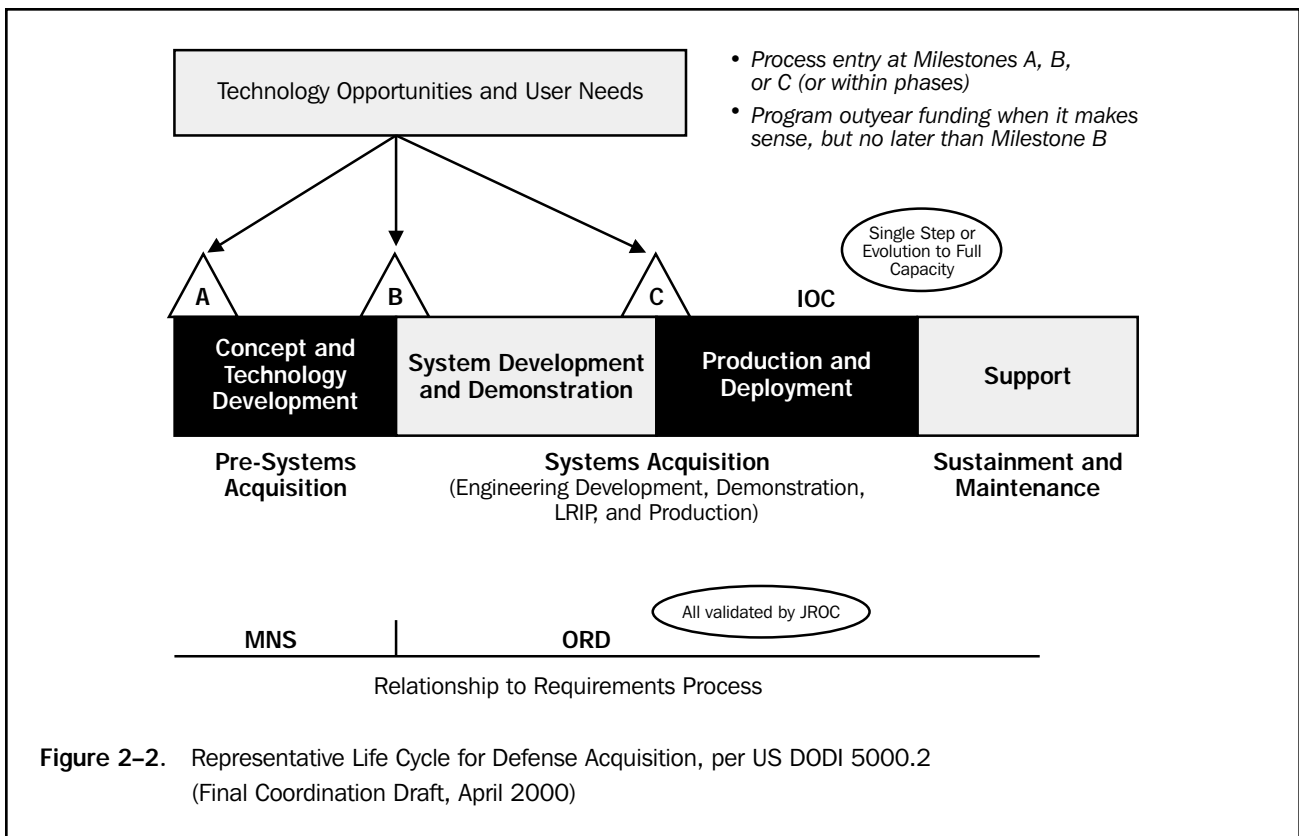 Technology Opportunities and User Needs
• Process entry at Milestones A, B,
or C (or within phases)
• Program outyear funding when it makes
sense, but no later than Milestone B
Single Step or
Evolution to Full
Capacity
A
B
C
IOC
Concept and
Technology
Development
System Development
and Demonstration
Production and
Deployment
Support
Pre-Systems
Acquisition
Systems Acquisition
(Engineering Development, Demonstration,
LRIP, and Production)
Sustainment and
Maintenance
All validated by JROC
MNS
ORD
Relationship to Requirements Process
Figure 2–2. Representative Life Cycle for Defense Acquisition, per US DODI 5000.2
(Final Coordination Draft, April 2000)